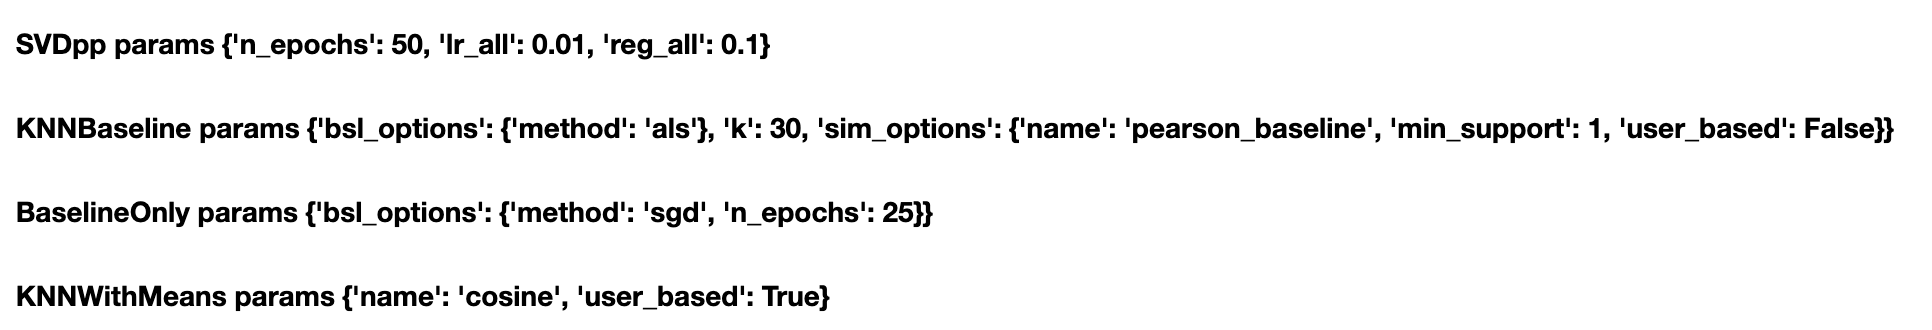 SVDpp params {'n_epochs': 50, 'lr_all': 0.01, 'reg_all': 0.1}
KNNBaseline params {'bsl_options': {'method': 'als'}, 'k': 30, 'sim_options': {'name': 'pearson_baseline', 'min_support': 1, 'user_based': False}}
BaselineOnly params {'bsl_options': {'method': 'sgd', 'n_epochs': 25}}
KNNWithMeans params {'name': 'cosine', 'user_based': True}